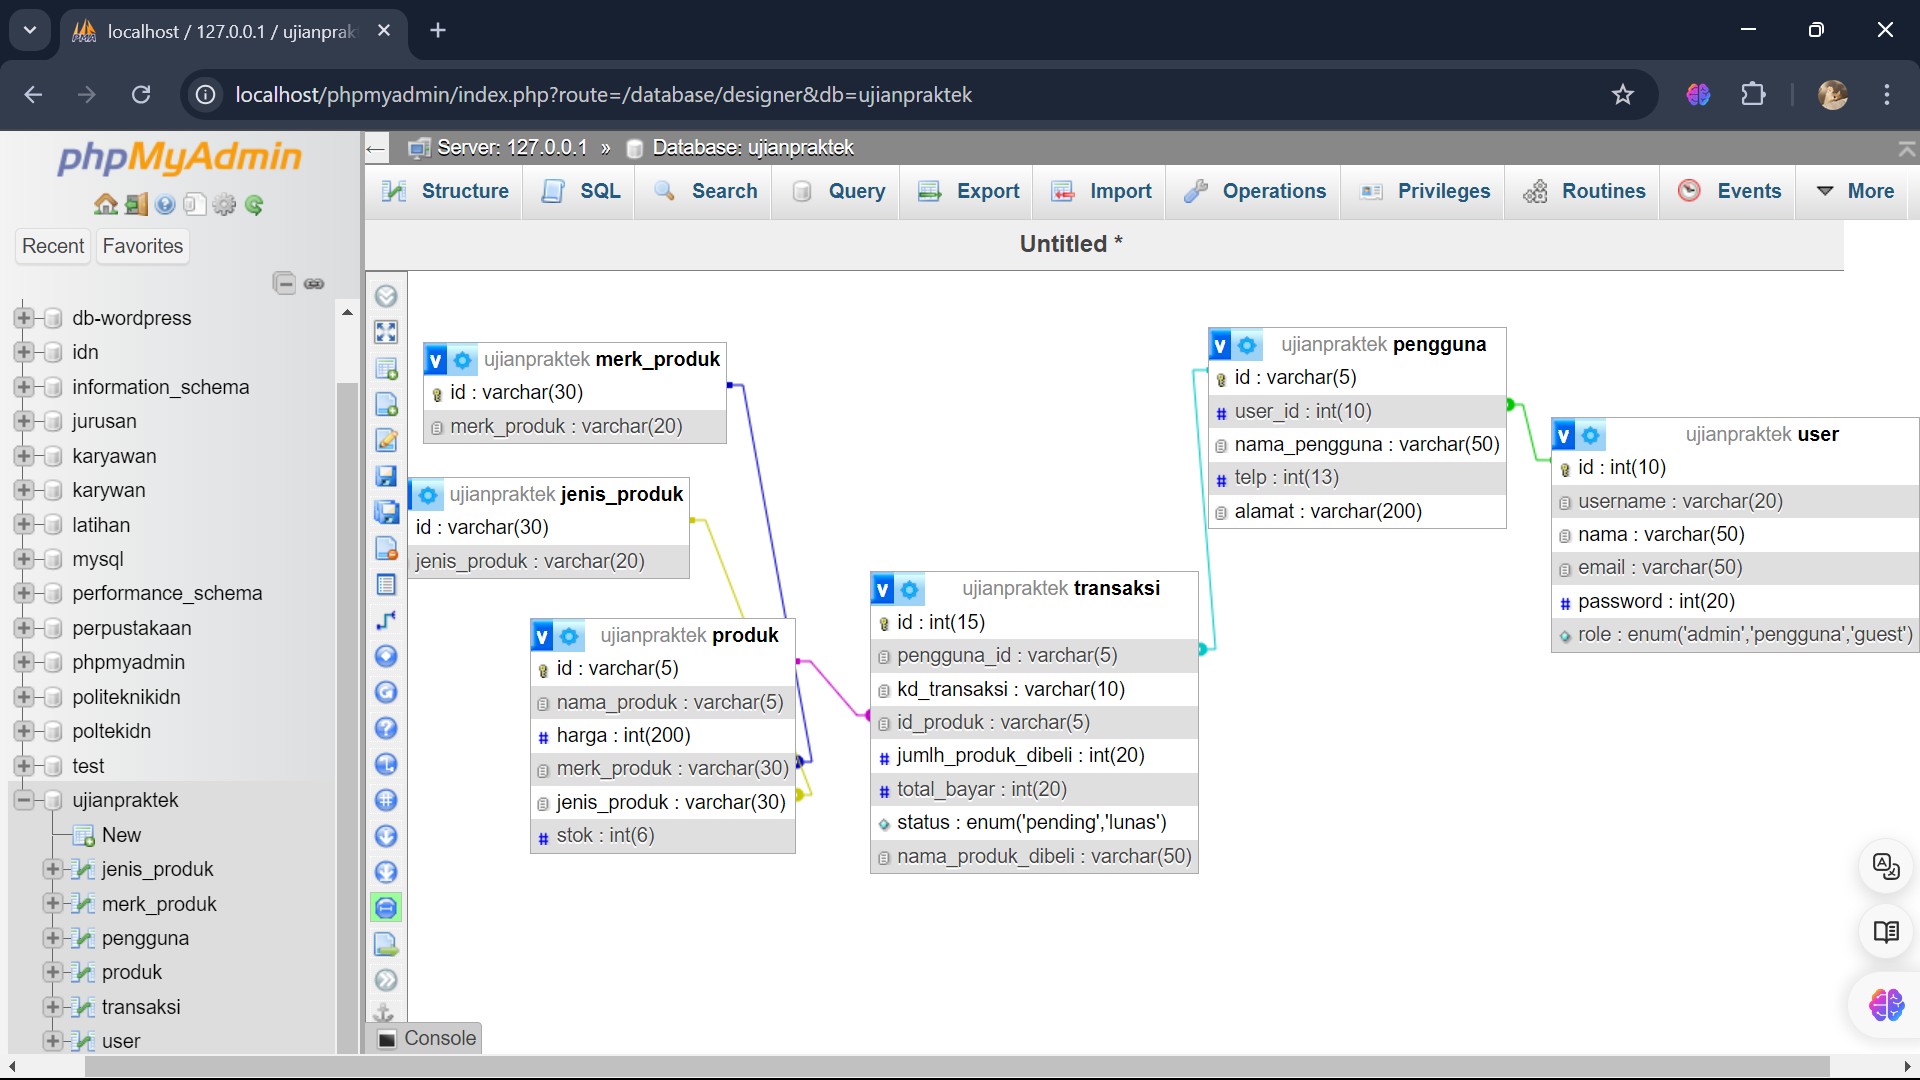 localhost / 127.0.0.1 / ujianprak
localhost/phpmyadmin/index.php?route=/database/designer&db=ujianpraktek
phpMyAdmin
Recent
Favorites
db-wordpress
idn
information_schema
jurusan
karyawan
karywan
latihan
mysql
performance_schema
perpustakaan
phpmyadmin
politeknikidn
poltekidn
test
ujianpraktek
New
jenis_produk
merk_produk
pengguna
produk
transaksi
user
Server: 127.0.0.1 » Database: ujianpraktek
Structure
SQL
Search
Query
Export
Import
Operations
Privileges
Routines
Events
More
Untitled *
v ujianpraktek merk_produk
id : varchar(30)
merk_produk : varchar(20)
ujianpraktek jenis_produk
id : varchar(30)
jenis_produk : varchar(20)
v ujianpraktek produk
id : varchar(5)
nama_produk : varchar(5)
# harga : int(200)
merk_produk : varchar(30)
jenis_produk : varchar(30)
# stok : int(6)
v ujianpraktek transaksi
id : int(15)
pengguna_id : varchar(5)
kd_transaksi : varchar(10)
id_produk : varchar(5)
# jumlh_produk_dibeli : int(20)
# total_bayar : int(20)
status : enum('pending','lunas')
nama_produk_dibeli : varchar(50)
v ujianpraktek pengguna
id : varchar(5)
# user_id : int(10)
nama_pengguna : varchar(50)
# telp : int(13)
alamat : varchar(200)
v ujianpraktek user
id : int(10)
username : varchar(20)
nama : varchar(50)
email : varchar(50)
# password : int(20)
role : enum('admin','pengguna','guest')
Console